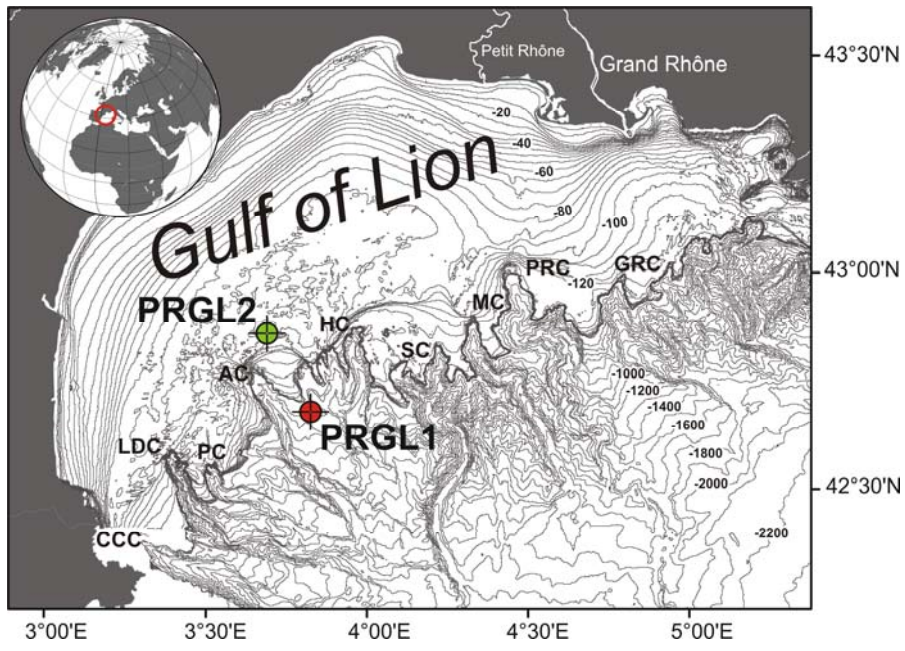 Petit Rhône
Grand Rhône
43°30'N
-20
-40
-60
-80
-100
Gulf of Lion
PRC
GRC
43°00'N
-120
MC
PRGL2
HC
SC
AC
-1000
-1200
-1400
-1600
-1800
-2000
-2200
PRGL1
LDC
PC
42°30'N
CCC
3°00'E
3°30'E
4°00'E
4°30'E
5°00'E